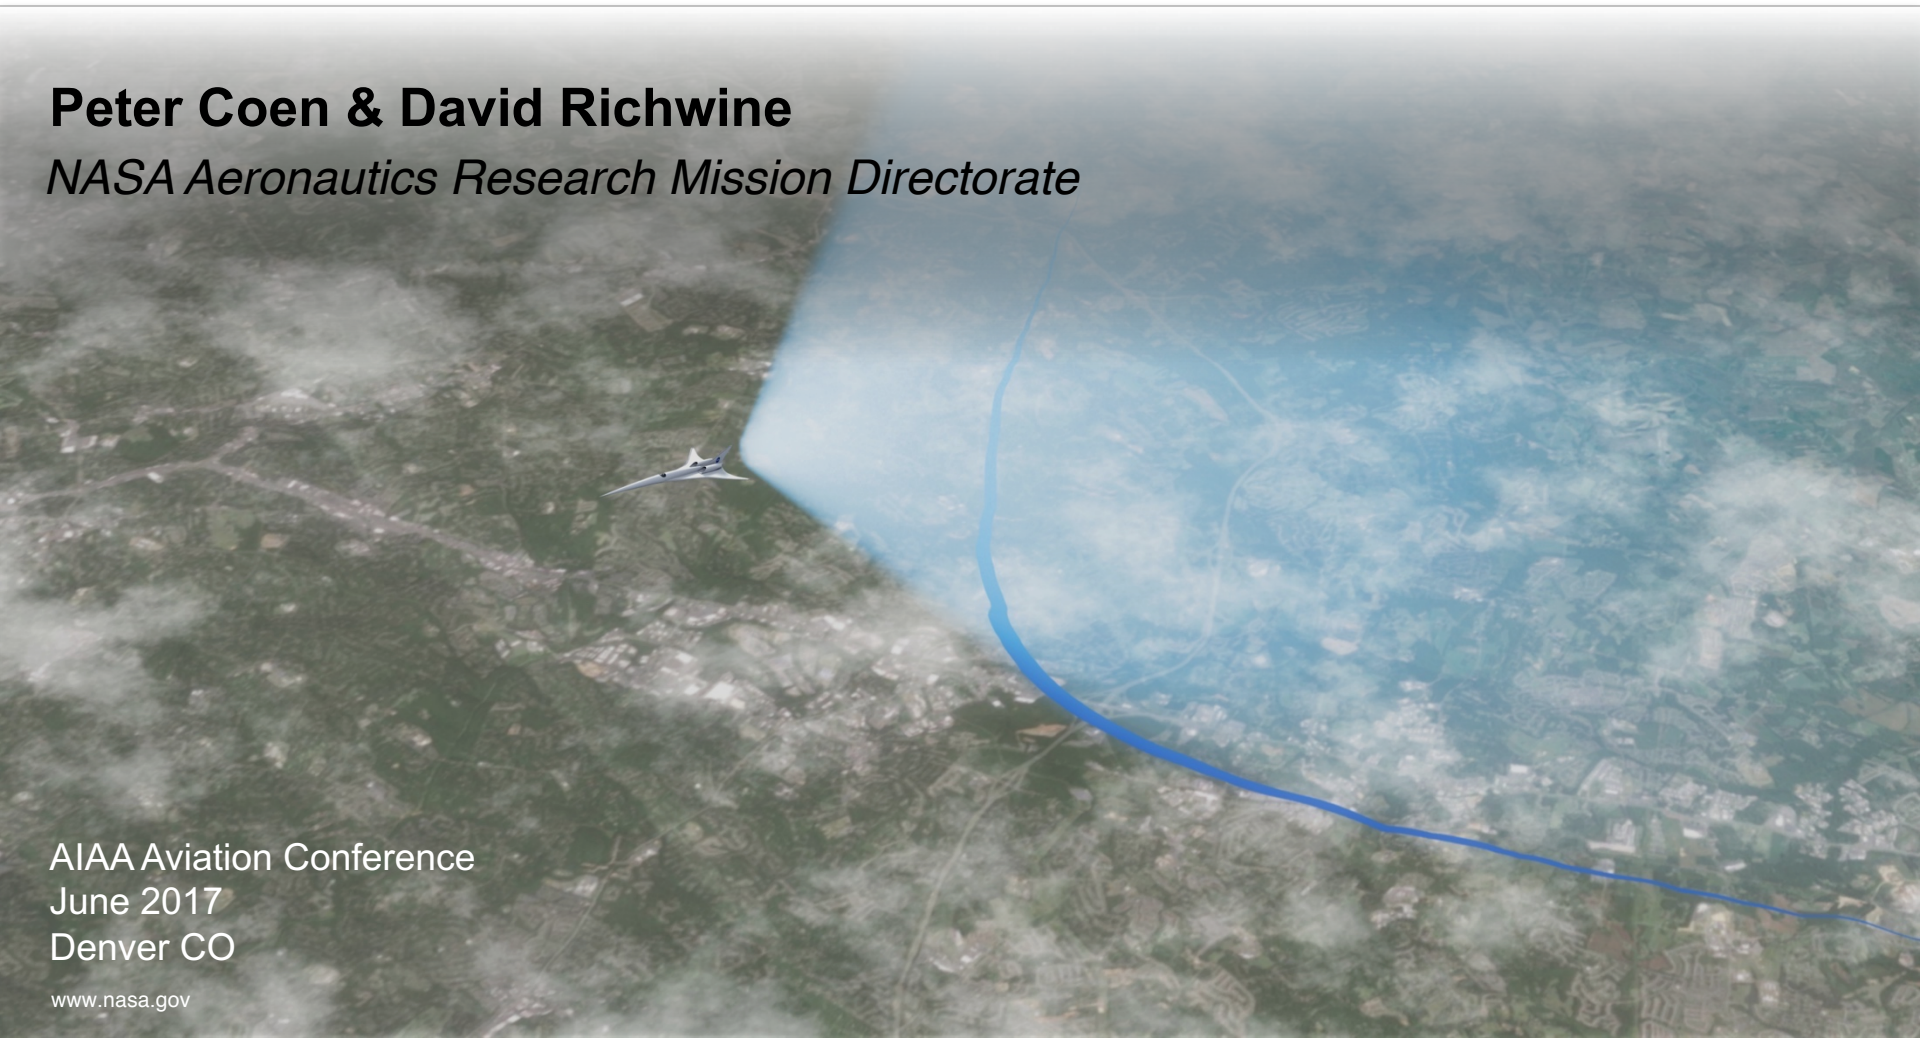 Peter Coen & David Richwine
NASA Aeronautics Research Mission Directorate
AIAA Aviation Conference
June 2017
Denver CO
www.nasa.gov